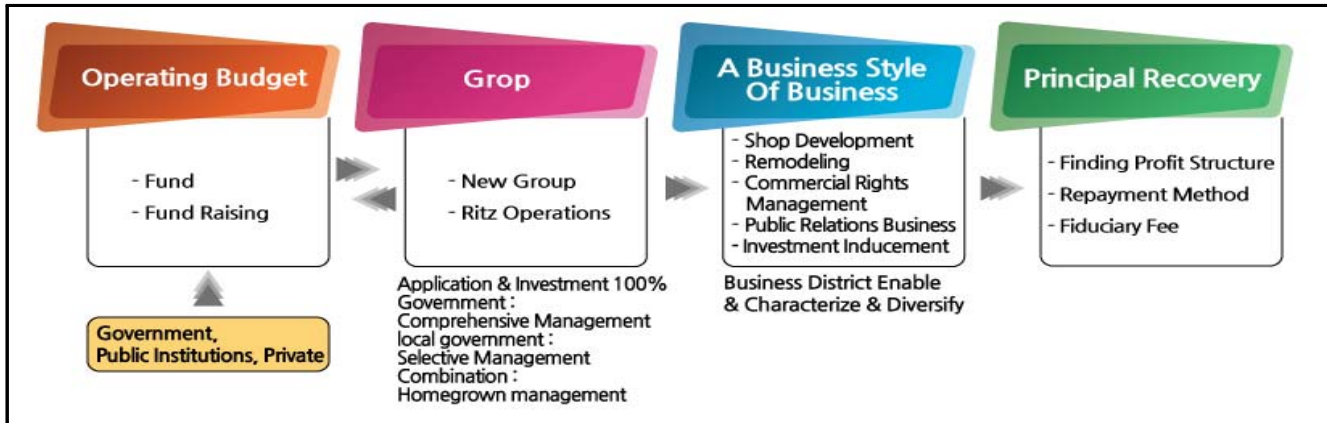 Operating Budget
- Fund
- Fund Raising
Government,
Public Institutions, Private
Grop
- New Group
- Ritz Operations
Application & Investment 100%
Government :
Comprehensive Management
local government :
Selective Management
Combination :
Homegrown management
A Business Style
Of Business
- Shop Development
- Remodeling
- Commercial Rights
Management
- Public Relations Business
- Investment Inducement
Business District Enable
& Characterize & Diversify
Principal Recovery
- Finding Profit Structure
- Repayment Method
- Fiduciary Fee